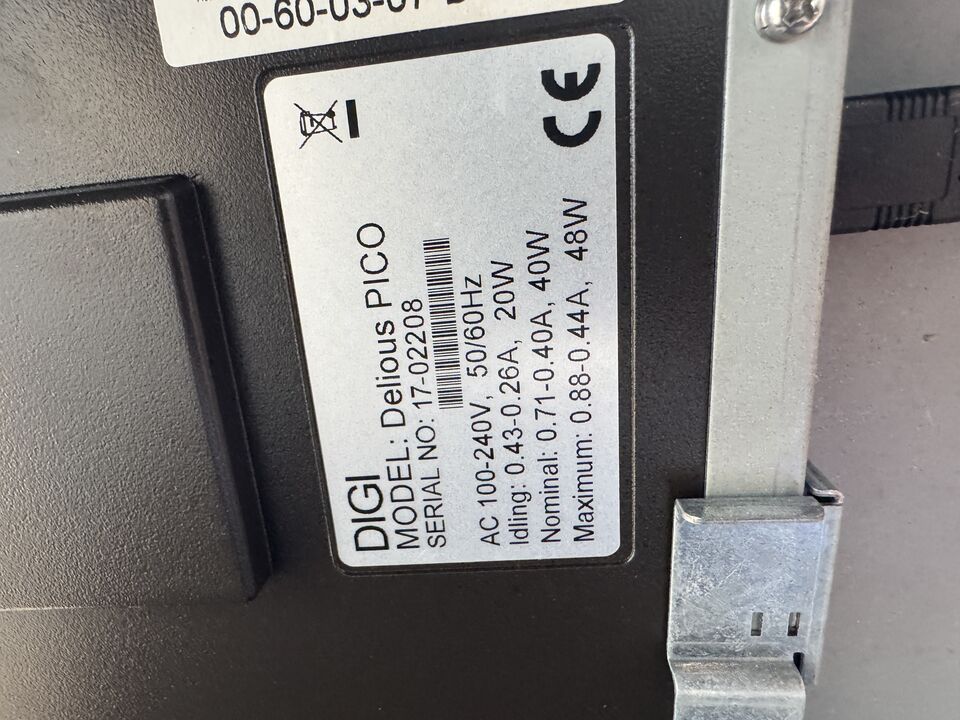 00-60-03-07
DIGI
MODEL: Delious PICO
SERIAL NO: 17-02208
AC 100-240V, 50/60Hz
Idling: 0.43-0.26A, 20W
Nominal: 0.71-0.40A, 40W
Maximum: 0.88-0.44A, 48W
CE